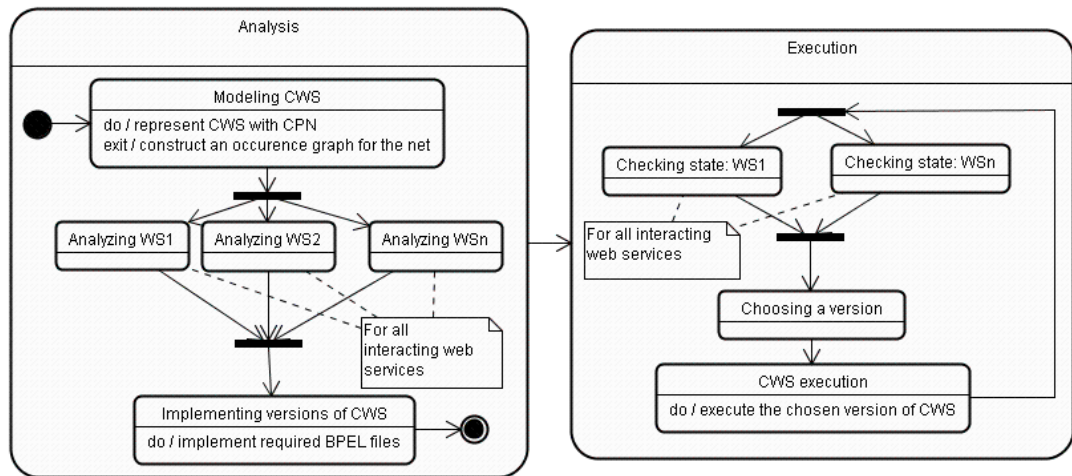 Analysis
Modeling CWS
do / represent CWS with CPN
exit / construct an occurence graph for the net
Analyzing WS1
Analyzing WS2
Analyzing WSn
For all
interacting web
services
Implementing versions of CWS
do / implement required BPEL files
Execution
Checking state: WS1
Checking state: WSn
For all interacting
web services
Choosing a version
CWS execution
do / execute the chosen version of CWS